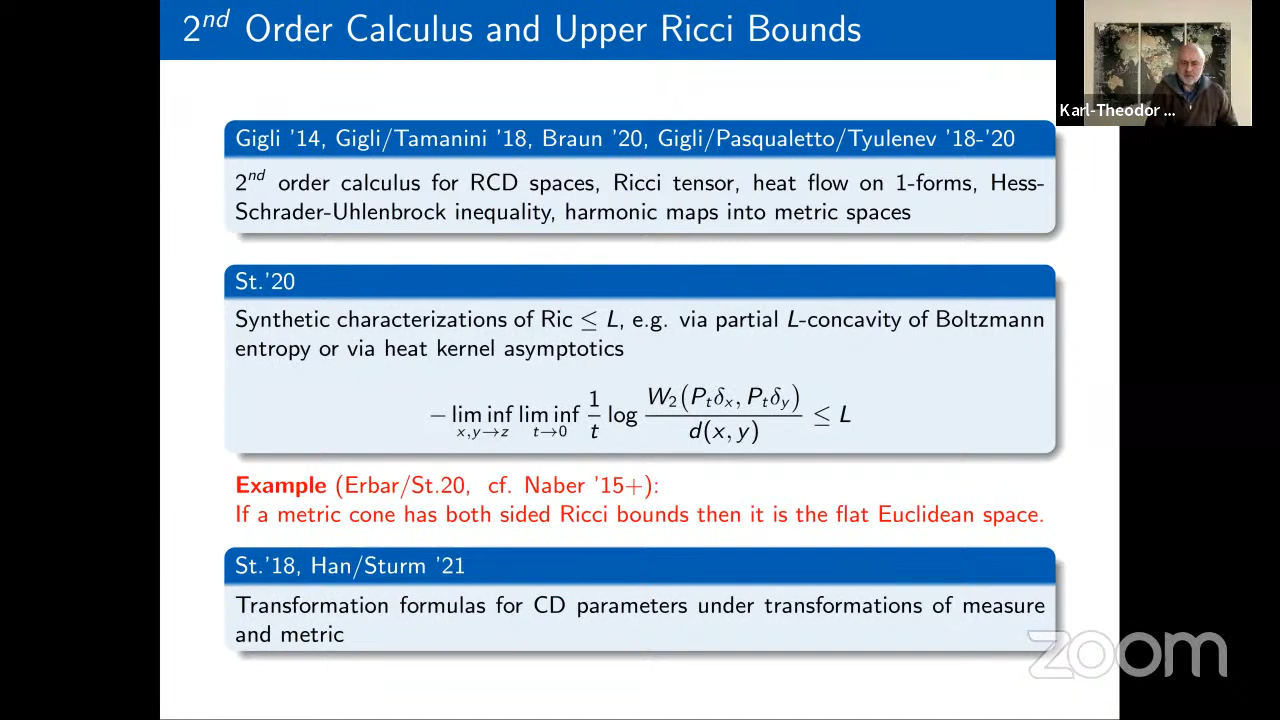 2nd Order Calculus and Upper Ricci Bounds
Karl-Theodor ...
Gigli '14, Gigli/Tamanini '18, Braun '20, Gigli/Pasqualetto/Tyulenev '18-'20
2nd order calculus for RCD spaces, Ricci tensor, heat flow on 1-forms, Hess-
Schrader-Uhlenbrock inequality, harmonic maps into metric spaces
St.'20
Synthetic characterizations of Ric ≤ L, e.g. via partial L-concavity of Boltzmann
entropy or via heat kernel asymptotics
− lim inf_{x,y→z} lim inf_{t→0} 1/t log W₂(P_tδ_x, P_tδ_y) / d(x, y) ≤ L
Example (Erbar/St.20, cf. Naber '15+):
If a metric cone has both sided Ricci bounds then it is the flat Euclidean space.
St.'18, Han/Sturm '21
Transformation formulas for CD parameters under transformations of measure
and metric
zoom